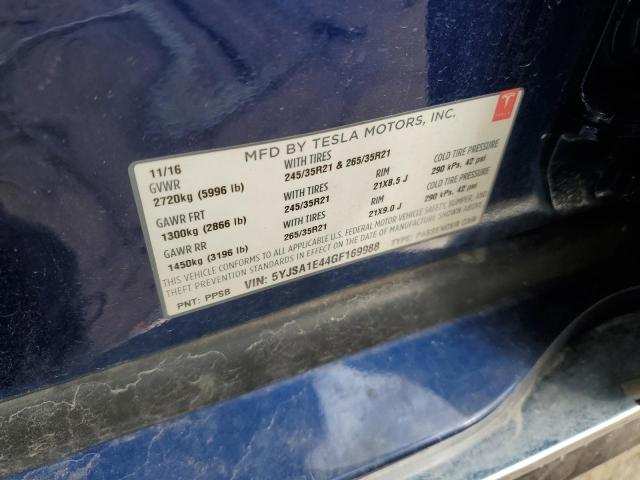 MFD BY TESLA MOTORS, INC.
11/16
GVWR WITH TIRES COLD TIRE PRESSURE
2720kg (5996 lb) 245/35R21 & 265/35R21 290 kPs, 42 psi
GAWR FRT WITH TIRES RIM COLD TIRE PRESSURE
1300kg (2866 lb) 245/35R21 21X8.5 J 290 kPs, 42 psi
GAWR RR WITH TIRES RIM
1450kg (3196 lb) 265/35R21 21X9.0 J
THIS VEHICLE CONFORMS TO ALL APPLICABLE U.S. FEDERAL MOTOR VEHICLE SAFETY, BUMPER, AND
THEFT PREVENTION STANDARDS IN EFFECT ON THE DATE OF MANUFACTURE SHOWN ABOVE.
PNT: PPSB VIN: 5YJSA1E44GF169988 TYPE: PASSENGER CAR